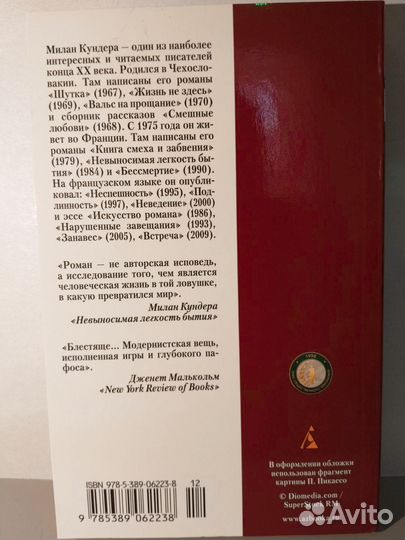 Милан Кундера — один из наиболее
интересных и читаемых писателей
конца XX века. Родился в Чехосло-
вакии. Там написаны его романы
"Шутка" (1967), "Жизнь не здесь"
(1969), "Вальс на прощание" (1970)
и сборник рассказов "Смешные
любови" (1968). С 1975 года он жи-
вет во Франции. Там написаны его
романы "Книга смеха и забвения"
(1979), "Невыносимая легкость бы-
тия" (1984) и "Бессмертие" (1990).
На французском языке он опубли-
ковал: "Неспешность" (1995), "Под-
линность" (1997), "Неведение" (2000)
и эссе "Искусство романа" (1986),
"Нарушенные завещания" (1993),
"Занавес" (2005), "Встреча" (2009).
"Роман — не авторская исповедь,
а исследование того, чем является
человеческая жизнь в той ловушке,
в какую превратился мир".
Милан Кундера
"Невыносимая легкость бытия"
"Блестяще... Модернистская вещь,
исполненная игры и глубокого па-
фоса".
Дженет Малькольм
"New York Review of Books"
ISBN 978-5-389-06223-8
12
9 785389 062238
В оформлении обложки
использован фрагмент
картины П. Пикассо
© Diomedia.com /
SuperStock RM
www.azbooka.ru
Avito